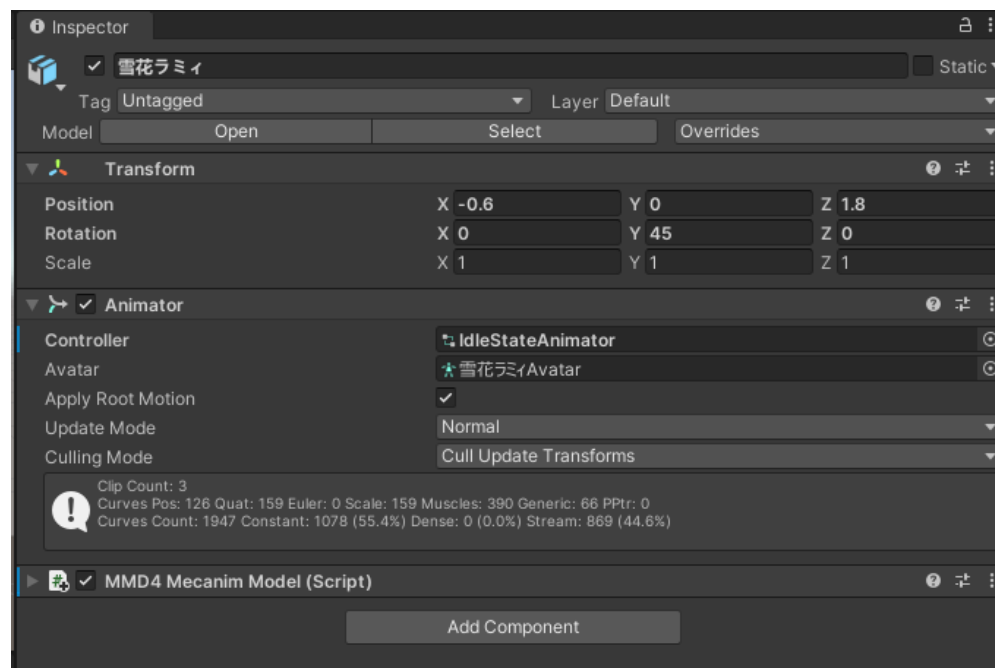 Inspector
雪花ラミィ
Static
Tag Untagged Layer Default
Model Open Select Overrides
Transform
Position X -0.6 Y 0 Z 1.8
Rotation X 0 Y 45 Z 0
Scale X 1 Y 1 Z 1
Animator
Controller IdleStateAnimator
Avatar 雪花ラミィAvatar
Apply Root Motion
Update Mode Normal
Culling Mode Cull Update Transforms
Clip Count: 3
Curves Pos: 126 Quat: 159 Euler: 0 Scale: 159 Muscles: 390 Generic: 66 PPtr: 0
Curves Count: 1947 Constant: 1078 (55.4%) Dense: 0 (0.0%) Stream: 869 (44.6%)
MMD4 Mecanim Model (Script)
Add Component